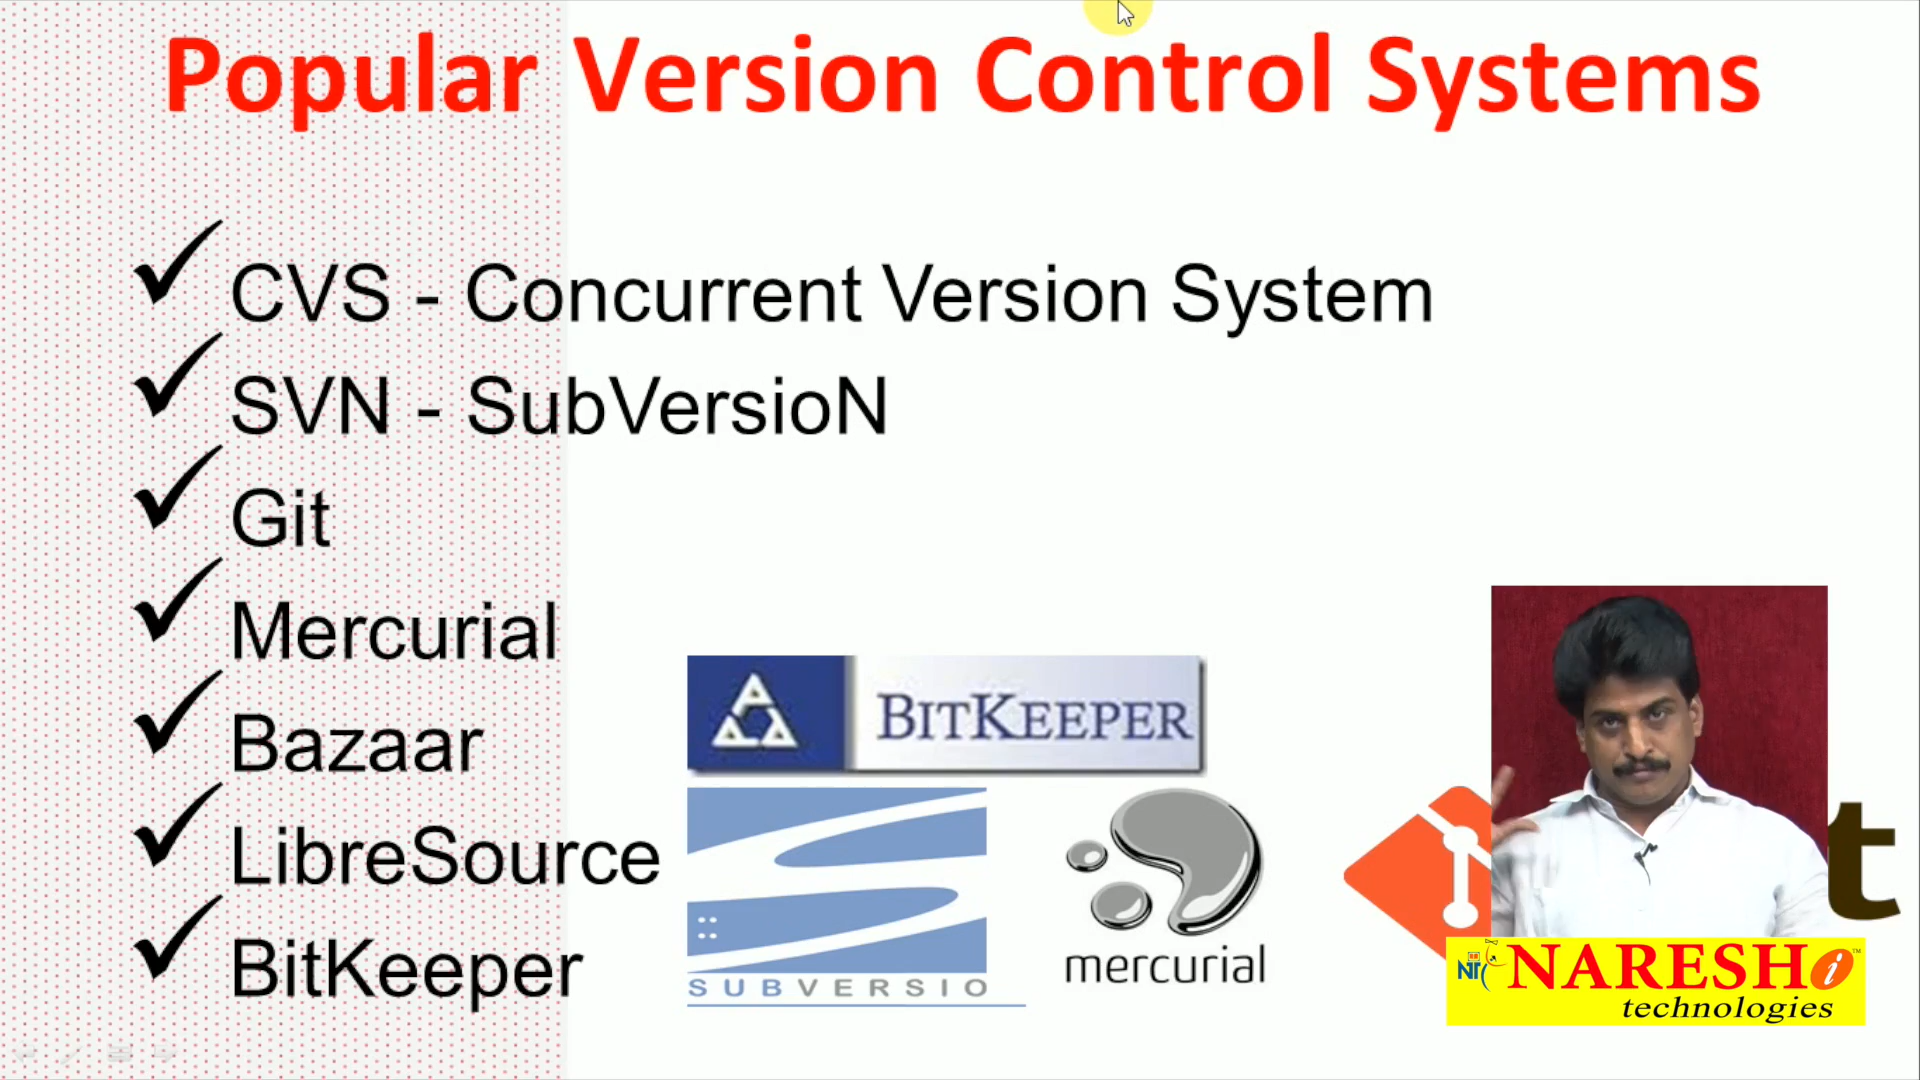 Popular Version Control Systems
CVS - Concurrent Version System
SVN - SubVersioN
Git
Mercurial
Bazaar
LibreSource
BitKeeper
BITKEEPER
SUBVERSIO
mercurial
t
NARESH i
technologies